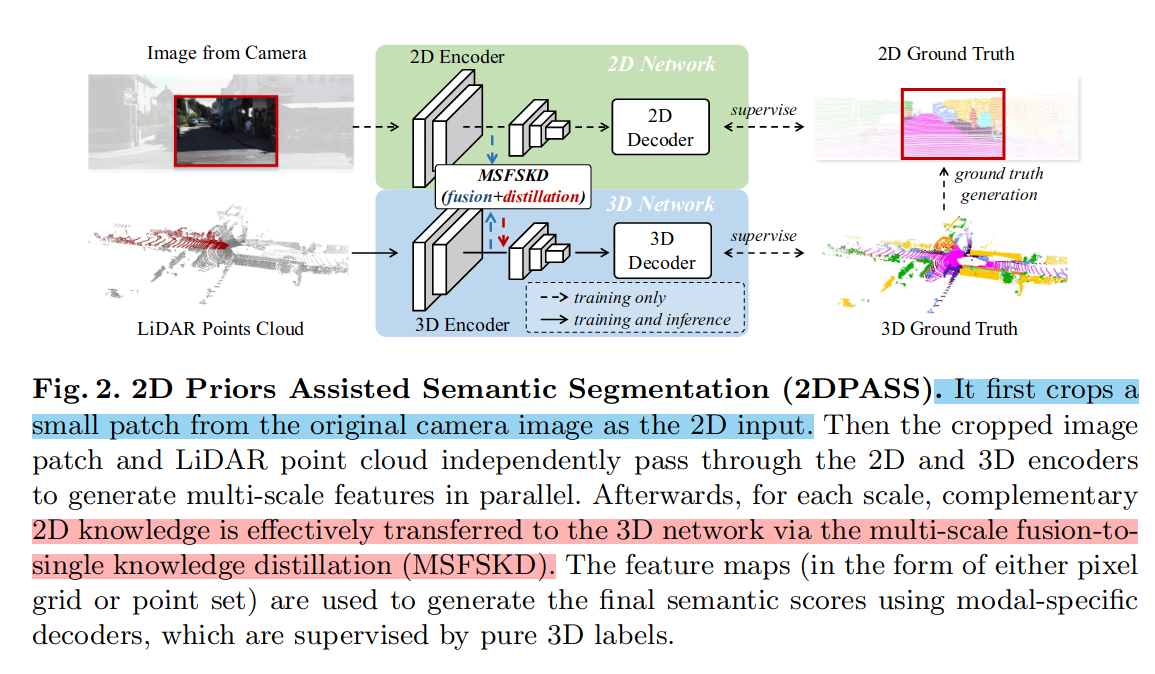 Image from Camera
2D Encoder
2D Network
2D Ground Truth
2D
Decoder
supervise
MSFSKD
(fusion+distillation)
ground truth
generation
3D Network
3D
Decoder
supervise
training only
training and inference
LiDAR Points Cloud
3D Encoder
3D Ground Truth
Fig. 2. 2D Priors Assisted Semantic Segmentation (2DPASS). It first crops a
small patch from the original camera image as the 2D input. Then the cropped image
patch and LiDAR point cloud independently pass through the 2D and 3D encoders
to generate multi-scale features in parallel. Afterwards, for each scale, complementary
2D knowledge is effectively transferred to the 3D network via the multi-scale fusion-to-
single knowledge distillation (MSFSKD). The feature maps (in the form of either pixel
grid or point set) are used to generate the final semantic scores using modal-specific
decoders, which are supervised by pure 3D labels.